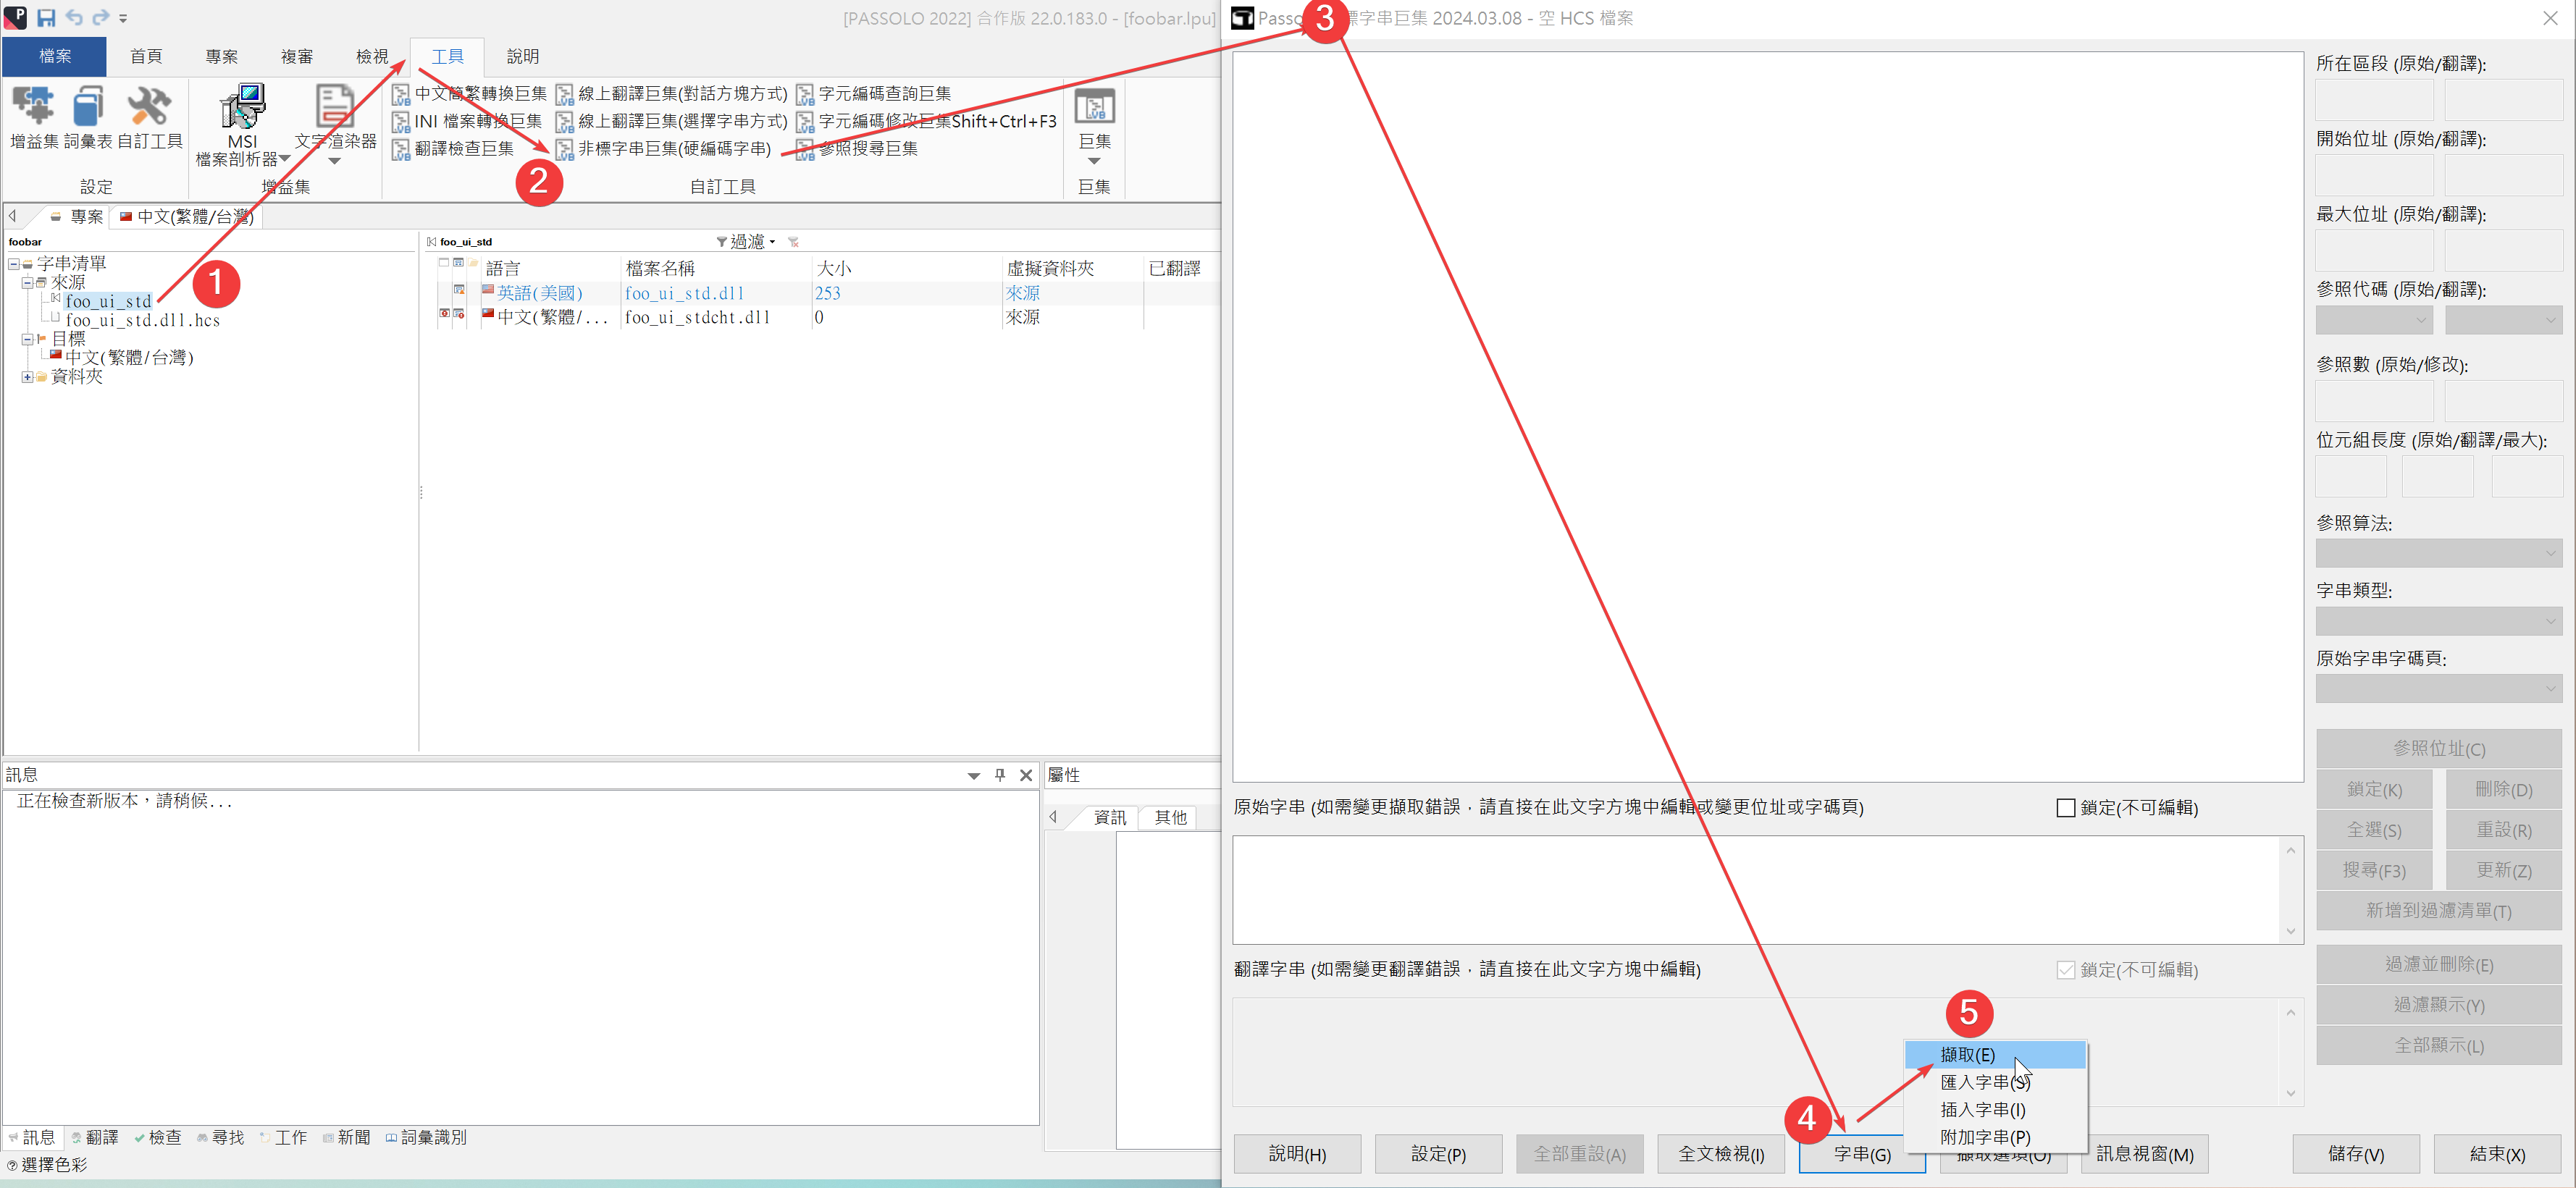 [PASSOLO 2022] 合作版 22.0.183.0 - [foobar.lpu]
檔案 首頁 專案 複審 檢視 工具 說明
增益集 詞彙表 自訂工具
設定
MSI
檔案剖析器
文字渲染器
增益集
中文簡繁轉換巨集 線上翻譯巨集(對話方塊方式) 字元編碼查詢巨集
INI 檔案轉換巨集 線上翻譯巨集(選擇字串方式) 字元編碼修改巨集Shift+Ctrl+F3
翻譯檢查巨集 非標字串巨集(硬編碼字串) 參照搜尋巨集
自訂工具
巨集
巨集
專案 中文(繁體/台灣)
foobar
字串清單
來源
foo_ui_std
foo_ui_std.dll.hcs
目標
中文(繁體/台灣)
資料夾
foo_ui_std 過濾
語言 檔案名稱 大小 虛擬資料夾 已翻譯
英語(美國) foo_ui_std.dll 253 來源
中文(繁體/... foo_ui_stdcht.dll 0 來源
訊息
正在檢查新版本，請稍候...
屬性
資訊 其他
訊息 翻譯 檢查 尋找 工作 新聞 詞彙識別
選擇色彩
1
2
3
4
5
Passo 標字串巨集 2024.03.08 - 空 HCS 檔案
所在區段 (原始/翻譯):
開始位址 (原始/翻譯):
最大位址 (原始/翻譯):
參照代碼 (原始/翻譯):
參照數 (原始/修改):
位元組長度 (原始/翻譯/最大):
參照算法:
字串類型:
原始字串字碼頁:
參照位址(C)
鎖定(K) 刪除(D)
全選(S) 重設(R)
搜尋(F3) 更新(Z)
新增到過濾清單(T)
過濾並刪除(E)
過濾顯示(Y)
全部顯示(L)
原始字串 (如需變更擷取錯誤，請直接在此文字方塊中編輯或變更位址或字碼頁) 鎖定(不可編輯)
翻譯字串 (如需變更翻譯錯誤，請直接在此文字方塊中編輯) 鎖定(不可編輯)
擷取(E)
匯入字串(S)
插入字串(I)
附加字串(P)
說明(H) 設定(P) 全部重設(A) 全文檢視(I) 字串(G) 擷取選項(O) 訊息視窗(M) 儲存(V) 結束(X)